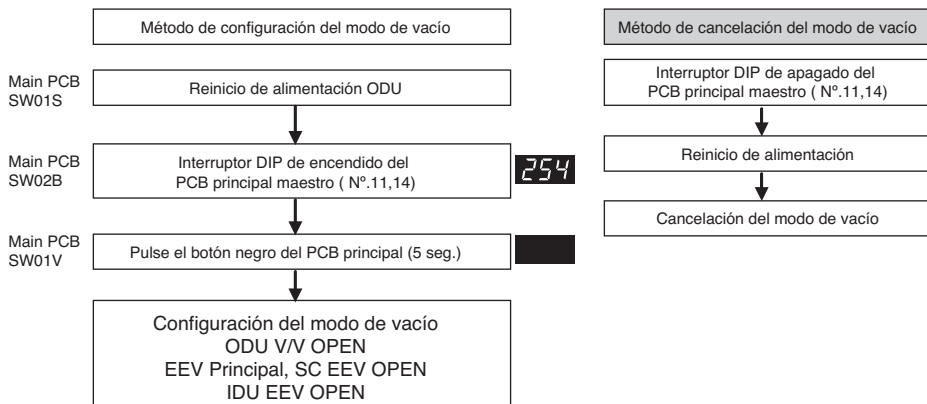 Método de configuración del modo de vacío
Main PCB
SW01S
Reinicio de alimentación ODU
Main PCB
SW02B
Interruptor DIP de encendido del
PCB principal maestro ( Nº.11,14)
254
Main PCB
SW01V
Pulse el botón negro del PCB principal (5 seg.)
Configuración del modo de vacío
ODU V/V OPEN
EEV Principal, SC EEV OPEN
IDU EEV OPEN
Método de cancelación del modo de vacío
Interruptor DIP de apagado del
PCB principal maestro ( Nº.11,14)
Reinicio de alimentación
Cancelación del modo de vacío